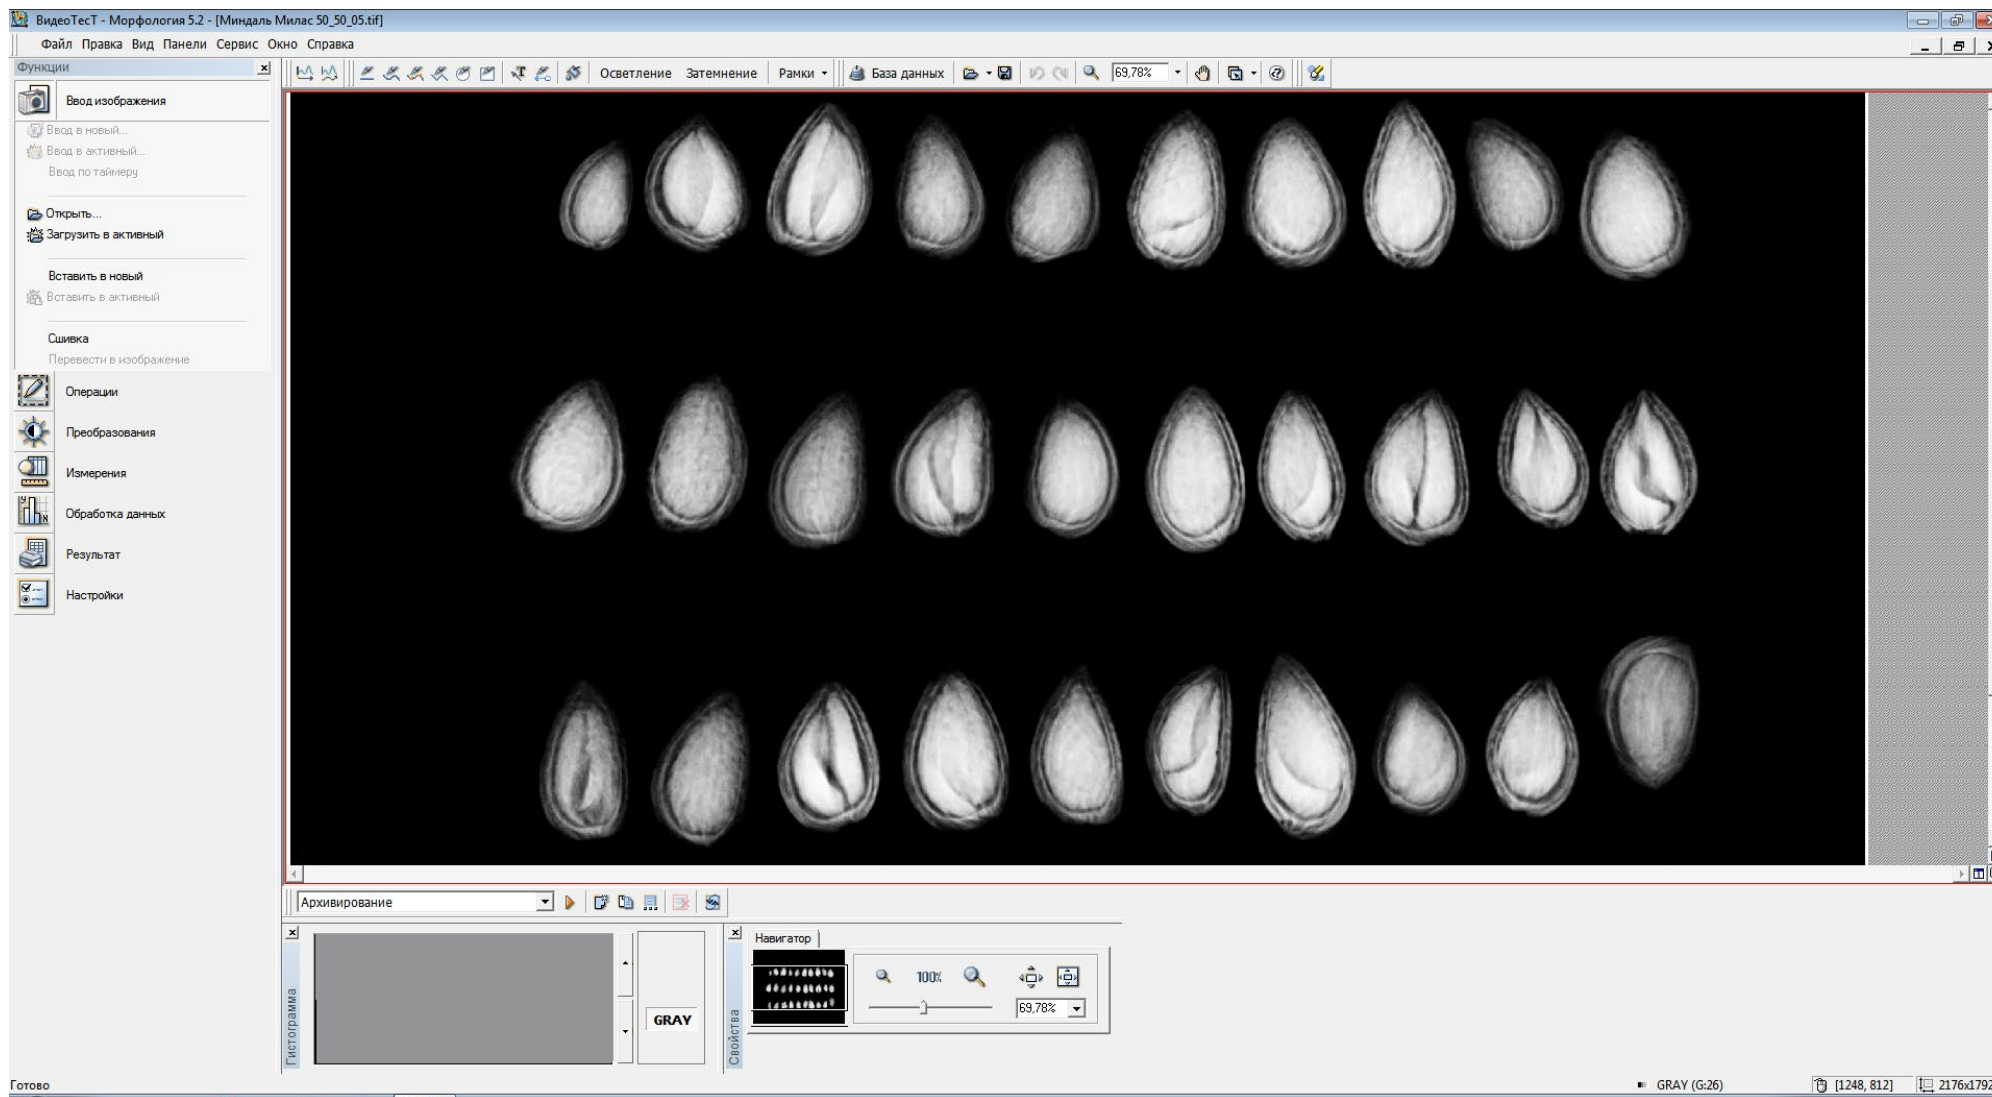 ВидеоТесТ - Морфология 5.2 - [Миндаль Милас 50_50_05.tif]
Файл Правка Вид Панели Сервис Окно Справка
Функции
Осветление Затемнение Рамки База данных 69,78%
Ввод изображения
Ввод в новый...
Ввод в активный...
Ввод по таймеру
Открыть...
Загрузить в активный
Вставить в новый
Вставить в активный
Сшивка
Перевести в изображение
Операции
Преобразования
Измерения
Обработка данных
Результат
Настройки
Архивирование
Гистограмма
GRAY
Свойства
Навигатор
100%
69,78%
Готово
GRAY (G:26) [1248, 812] 2176x1792